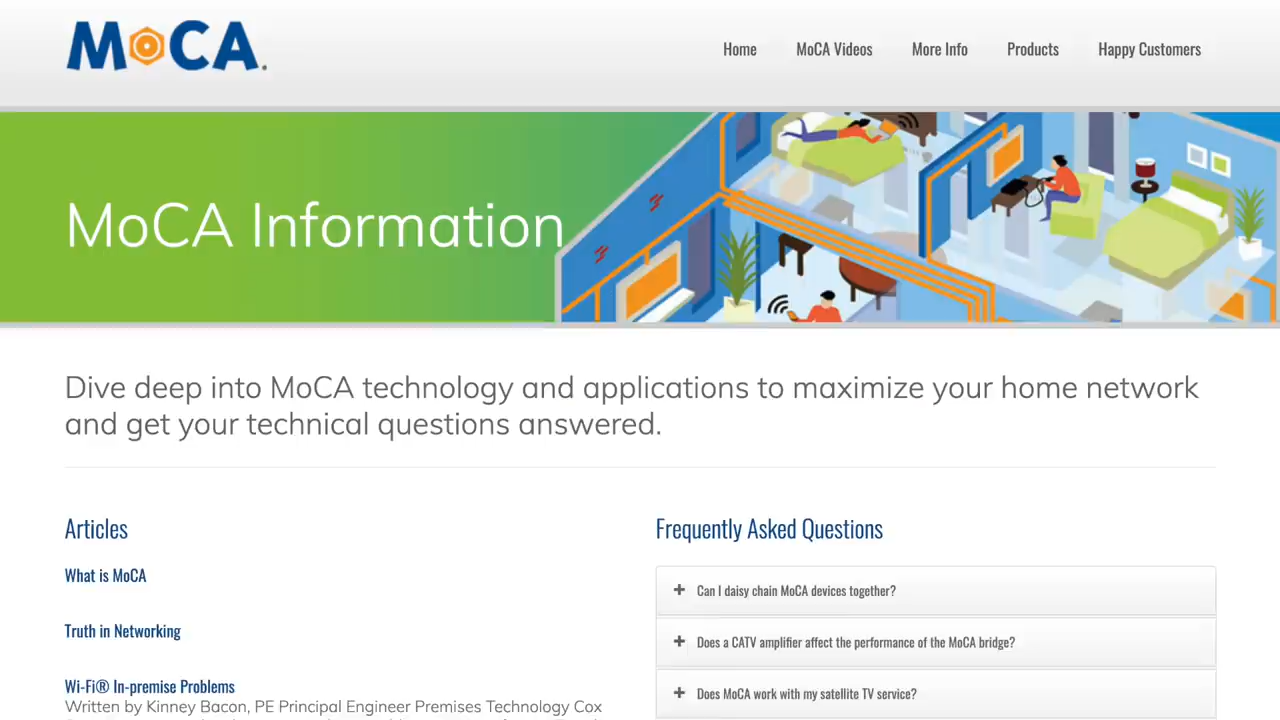 MoCA.
Home
MoCA Videos
More Info
Products
Happy Customers
MoCA Information
Dive deep into MoCA technology and applications to maximize your home network
and get your technical questions answered.
Articles
What is MoCA
Truth in Networking
Wi-Fi® In-premise Problems
Written by Kinney Bacon, PE Principal Engineer Premises Technology Cox
Frequently Asked Questions
Can I daisy chain MoCA devices together?
Does a CATV amplifier affect the performance of the MoCA bridge?
Does MoCA work with my satellite TV service?